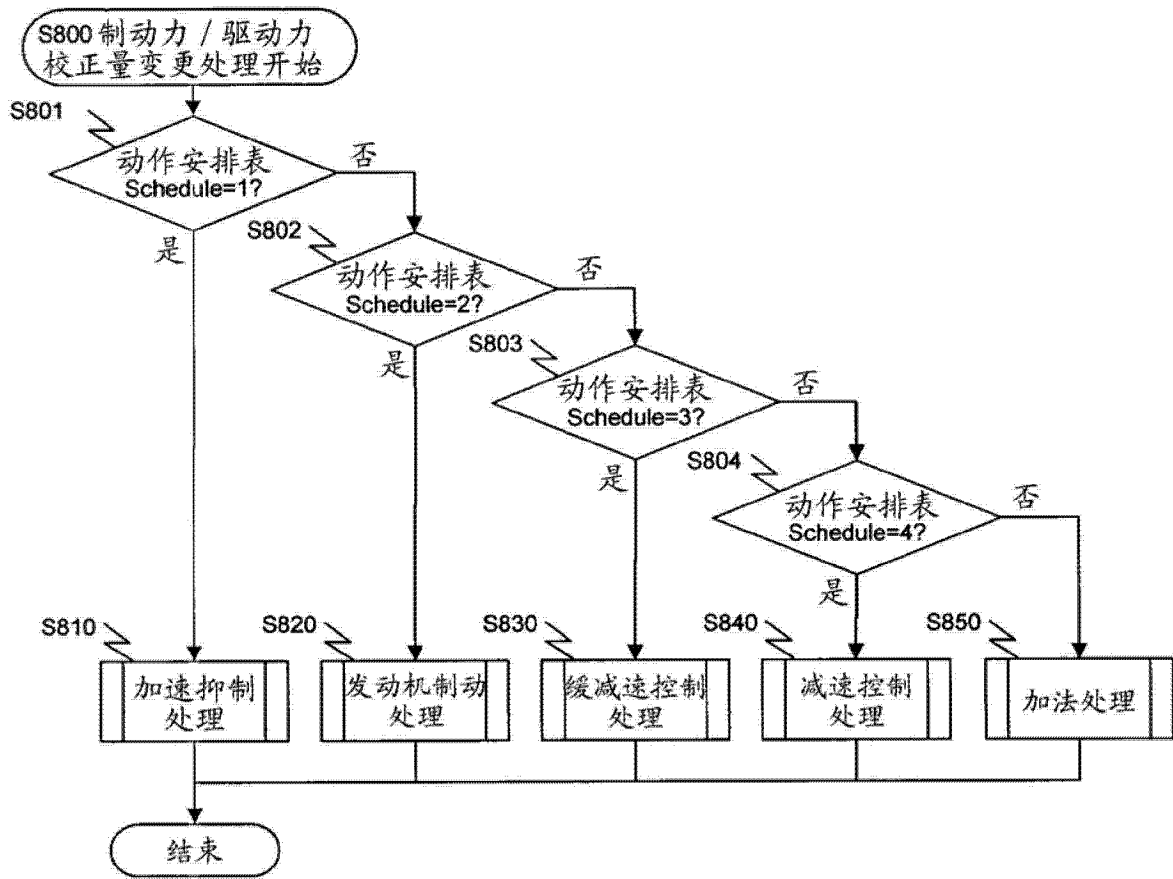 S800 制动力 / 驱动力
校正量变更处理开始
S801
动作安排表
Schedule=1?
否
是
S802
动作安排表
Schedule=2?
否
是
S803
动作安排表
Schedule=3?
否
是
S804
动作安排表
Schedule=4?
否
是
S810
加速抑制
处理
S820
发动机制动
处理
S830
缓减速控制
处理
S840
减速控制
处理
S850
加法处理
结束